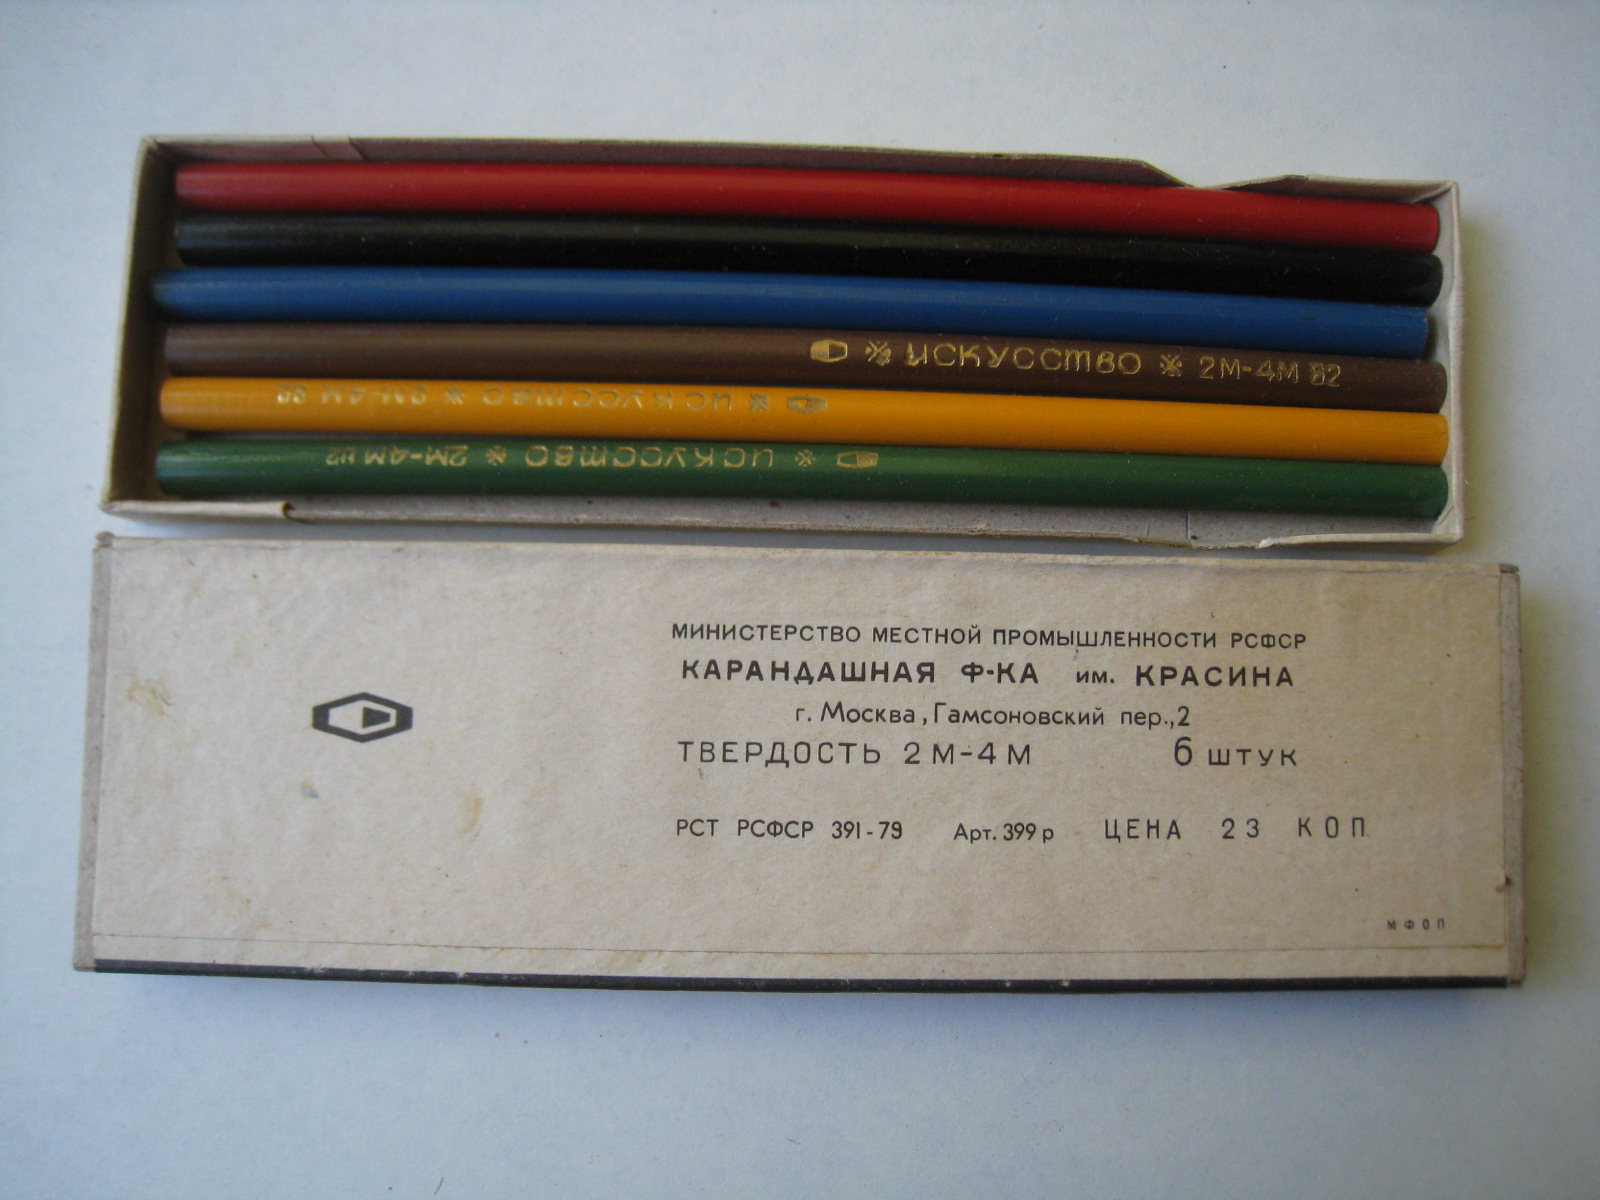 ИСКУССТВО 2М-4М 82
ИСКУССТВО 2М-4М 82
ИСКУССТВО 2М-4М 82
МИНИСТЕРСТВО МЕСТНОЙ ПРОМЫШЛЕННОСТИ РСФСР
КАРАНДАШНАЯ Ф-КА им. КРАСИНА
г. Москва, Гамсоновский пер.,2
ТВЕРДОСТЬ 2М-4М 6 штук
РСТ РСФСР 391-79 Арт. 399 р ЦЕНА 23 КОП.
МФОП